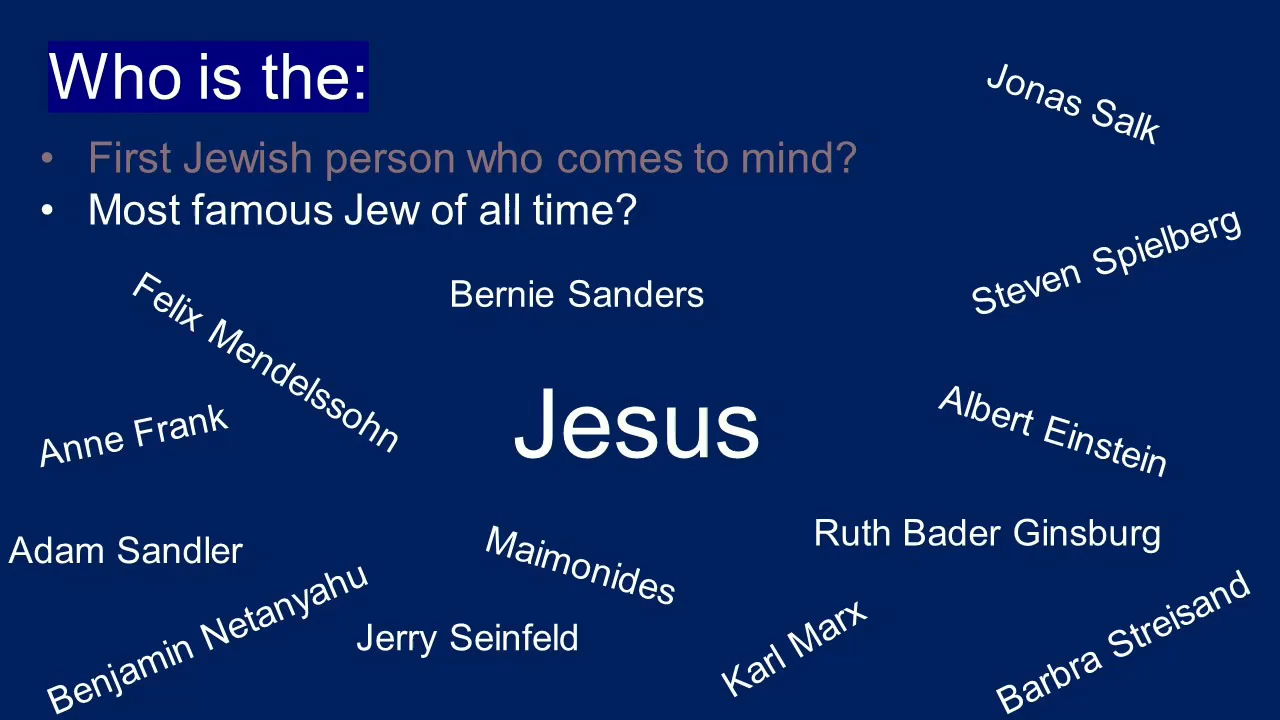 Who is the:
• First Jewish person who comes to mind?
• Most famous Jew of all time?
Jonas Salk
Steven Spielberg
Felix Mendelssohn
Bernie Sanders
Anne Frank
Jesus
Albert Einstein
Adam Sandler
Maimonides
Ruth Bader Ginsburg
Benjamin Netanyahu
Jerry Seinfeld
Karl Marx
Barbra Streisand